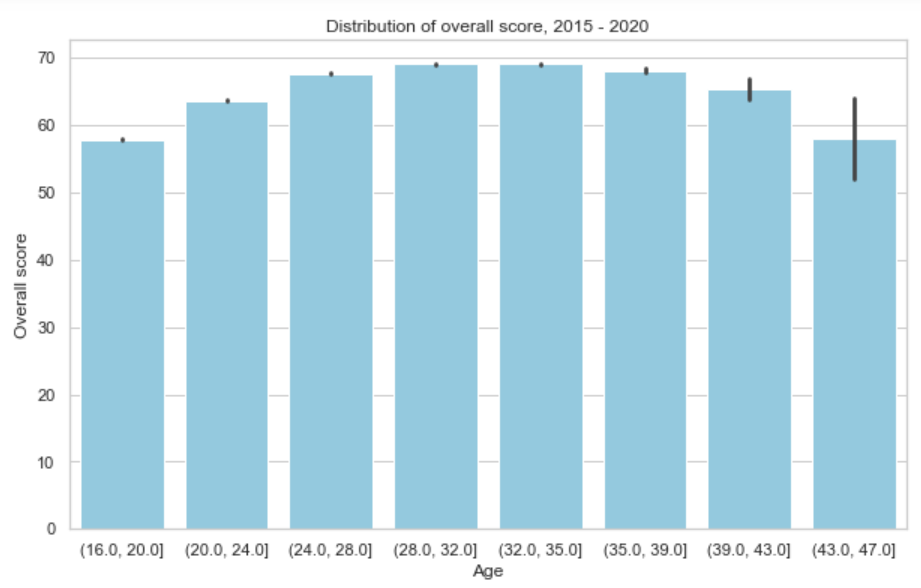 Distribution of overall score, 2015 - 2020
70
60
50
40
30
20
10
0
Overall score
(16.0, 20.0] (20.0, 24.0] (24.0, 28.0] (28.0, 32.0] (32.0, 35.0] (35.0, 39.0] (39.0, 43.0] (43.0, 47.0]
Age